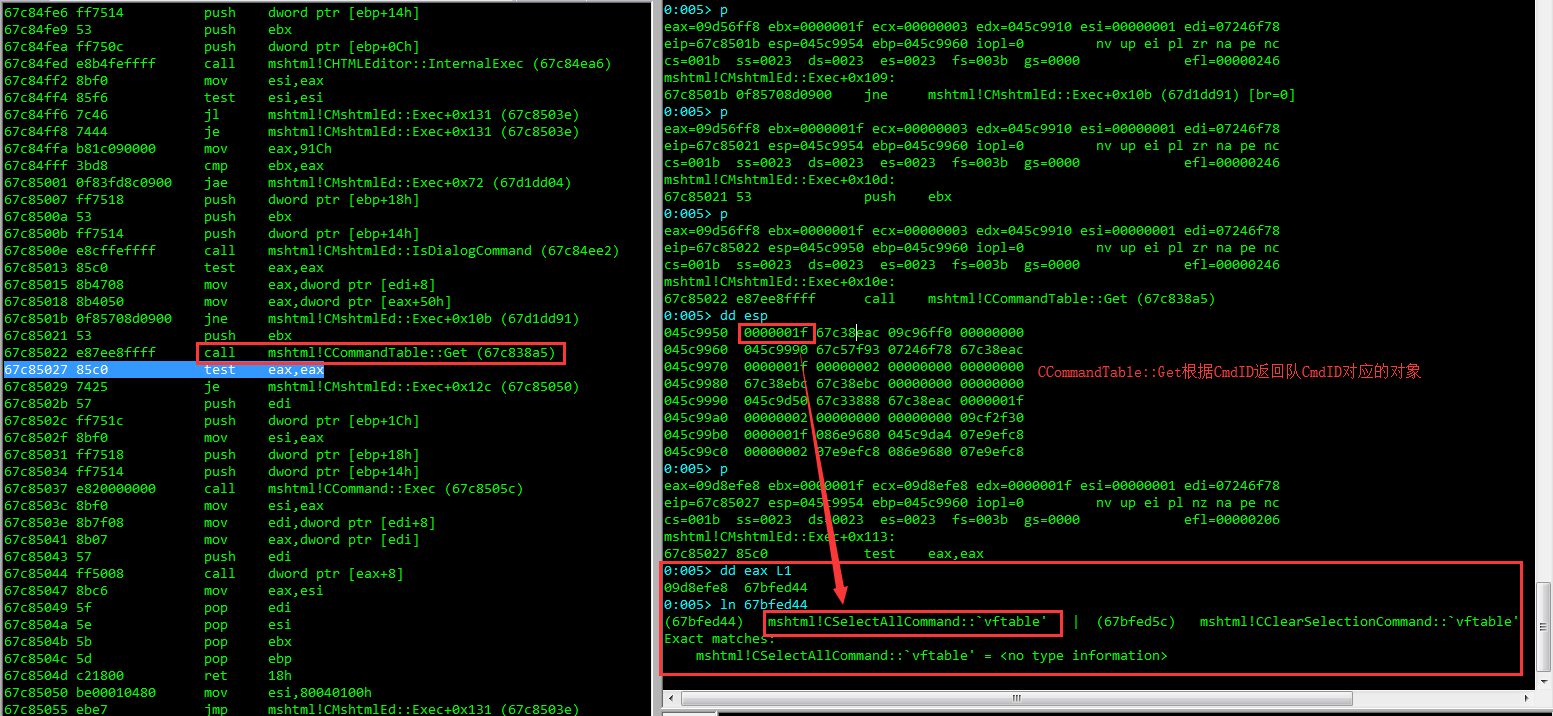 67c84fe6 ff7514          push    dword ptr [ebp+14h]
67c84fe9 53              push    ebx
67c84fea ff750c          push    dword ptr [ebp+0Ch]
67c84fed e8b4feffff      call    mshtml!CHTMLEditor::InternalExec (67c84ea6)
67c84ff2 8bf0            mov     esi,eax
67c84ff4 85f6            test    esi,esi
67c84ff6 7c46            jl      mshtml!CMshtmlEd::Exec+0x131 (67c8503e)
67c84ff8 7444            je      mshtml!CMshtmlEd::Exec+0x131 (67c8503e)
67c84ffa b81c090000      mov     eax,91Ch
67c84fff 3bd8            cmp     ebx,eax
67c85001 0f83fd8c0900    jae     mshtml!CMshtmlEd::Exec+0x72 (67d1dd04)
67c85007 ff7518          push    dword ptr [ebp+18h]
67c8500a 53              push    ebx
67c8500b ff7514          push    dword ptr [ebp+14h]
67c8500e e8cffeffff      call    mshtml!CMshtmlEd::IsDialogCommand (67c84ee2)
67c85013 85c0            test    eax,eax
67c85015 8b4708          mov     eax,dword ptr [edi+8]
67c85018 8b4050          mov     eax,dword ptr [eax+50h]
67c8501b 0f85708d0900    jne     mshtml!CMshtmlEd::Exec+0x10b (67d1dd91)
67c85021 53              push    ebx
67c85022 e87ee8ffff      call    mshtml!CCommandTable::Get (67c838a5)
67c85027 85c0            test    eax,eax
67c85029 7425            je      mshtml!CMshtmlEd::Exec+0x12c (67c85050)
67c8502b 57              push    edi
67c8502c ff751c          push    dword ptr [ebp+1Ch]
67c8502f 8bf0            mov     esi,eax
67c85031 ff7518          push    dword ptr [ebp+18h]
67c85034 ff7514          push    dword ptr [ebp+14h]
67c85037 e820000000      call    mshtml!CCommand::Exec (67c8505c)
67c8503c 8bf0            mov     esi,eax
67c8503e 8b7f08          mov     edi,dword ptr [edi+8]
67c85041 8b07            mov     eax,dword ptr [edi]
67c85043 57              push    edi
67c85044 ff5008          call    dword ptr [eax+8]
67c85047 8bc6            mov     eax,esi
67c85049 5f              pop     edi
67c8504a 5e              pop     esi
67c8504b 5b              pop     ebx
67c8504c 5d              pop     ebp
67c8504d c21800          ret     18h
67c85050 be00010480      mov     esi,80040100h
67c85055 ebe7            jmp     mshtml!CMshtmlEd::Exec+0x131 (67c8503e)
0:005> p
eax=09d56ff8 ebx=0000001f ecx=00000003 edx=045c9910 esi=00000001 edi=07246f78
eip=67c8501b esp=045c9954 ebp=045c9960 iopl=0         nv up ei pl zr na pe nc
cs=001b  ss=0023  ds=0023  es=0023  fs=003b  gs=0000             efl=00000246
mshtml!CMshtmlEd::Exec+0x109:
67c8501b 0f85708d0900    jne     mshtml!CMshtmlEd::Exec+0x10b (67d1dd91) [br=0]
0:005> p
eax=09d56ff8 ebx=0000001f ecx=00000003 edx=045c9910 esi=00000001 edi=07246f78
eip=67c85021 esp=045c9954 ebp=045c9960 iopl=0         nv up ei pl zr na pe nc
cs=001b  ss=0023  ds=0023  es=0023  fs=003b  gs=0000             efl=00000246
mshtml!CMshtmlEd::Exec+0x10d:
67c85021 53              push    ebx
0:005> p
eax=09d56ff8 ebx=0000001f ecx=00000003 edx=045c9910 esi=00000001 edi=07246f78
eip=67c85022 esp=045c9950 ebp=045c9960 iopl=0         nv up ei pl zr na pe nc
cs=001b  ss=0023  ds=0023  es=0023  fs=003b  gs=0000             efl=00000246
mshtml!CMshtmlEd::Exec+0x10e:
67c85022 e87ee8ffff      call    mshtml!CCommandTable::Get (67c838a5)
0:005> dd esp
045c9950  0000001f 67c38eac 09c96ff0 00000000
045c9960  045c9990 67c57f93 07246f78 67c38eac
045c9970  0000001f 00000002 00000000 00000000
045c9980  67c38ebc 67c38ebc 00000000 00000000
045c9990  045c9d50 67c33888 67c38eac 0000001f
045c99a0  00000002 00000000 00000000 09cf2f30
045c99b0  0000001f 086e9680 045c9da4 07e9efc8
045c99c0  00000002 07e9efc8 086e9680 07e9efc8
CCommandTable::Get根据CmdID返回队CmdID对应的对象
0:005> p
eax=09d8efe8 ebx=0000001f ecx=09d8efe8 edx=0000001f esi=00000001 edi=07246f78
eip=67c85027 esp=045c9954 ebp=045c9960 iopl=0         nv up ei pl nz na pe nc
cs=001b  ss=0023  ds=0023  es=0023  fs=003b  gs=0000             efl=00000206
mshtml!CMshtmlEd::Exec+0x113:
67c85027 85c0            test    eax,eax
0:005> dd eax L1
09d8efe8  67bfed44
0:005> ln 67bfed44
(67bfed44)   mshtml!CSelectAllCommand::`vftable'   |  (67bfed5c)   mshtml!CClearSelectionCommand::`vftable'
Exact matches:
    mshtml!CSelectAllCommand::`vftable' = <no type information>